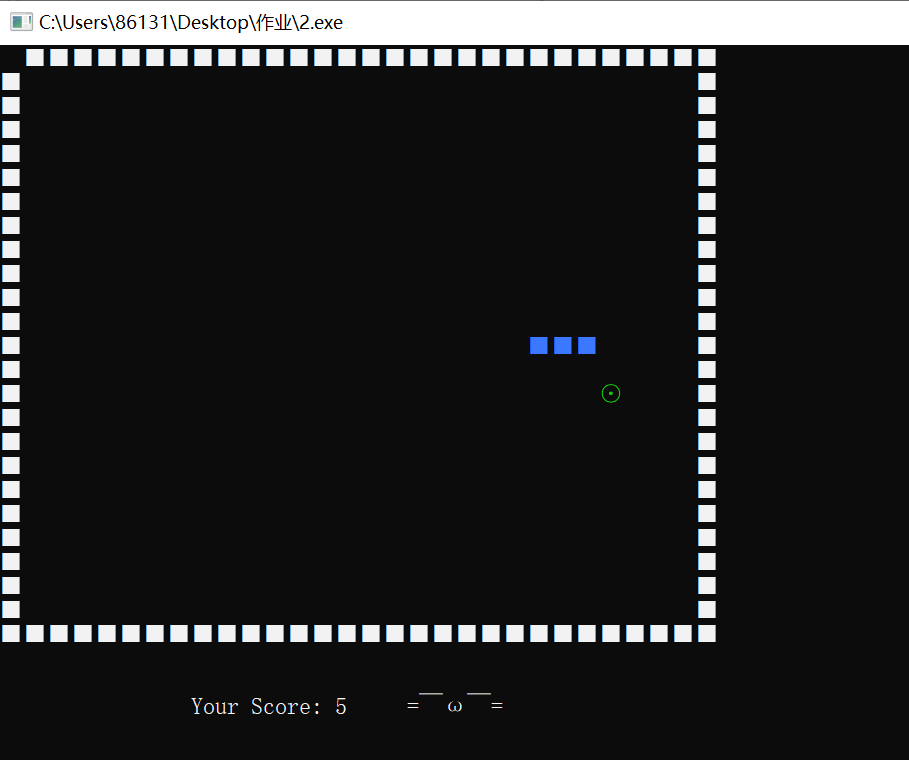 C:\Users\86131\Desktop\作业\2.exe
Your Score: 5 =￣ω￣=